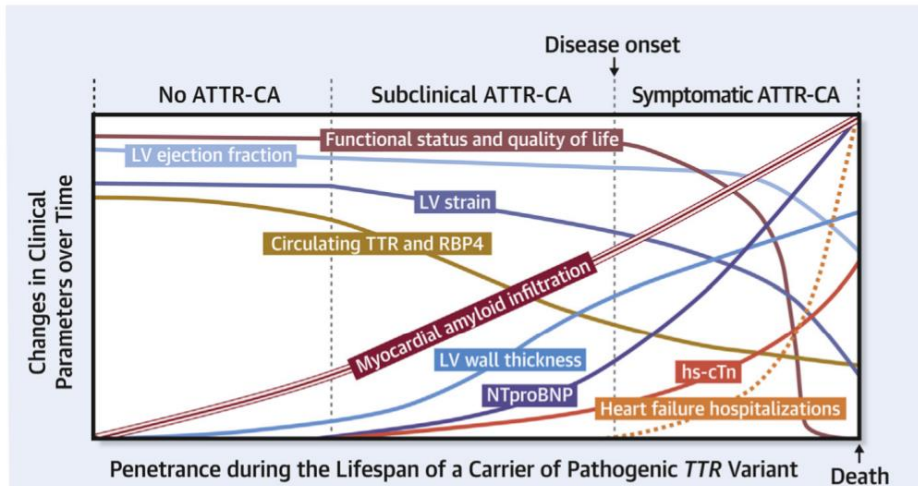 Disease onset
No ATTR-CA
Subclinical ATTR-CA
Symptomatic ATTR-CA
Functional status and quality of life
LV ejection fraction
LV strain
Circulating TTR and RBP4
Myocardial amyloid infiltration
LV wall thickness
hs-cTn
NTproBNP
Heart failure hospitalizations
Changes in Clinical
Parameters over Time
Penetrance during the Lifespan of a Carrier of Pathogenic TTR Variant
Death